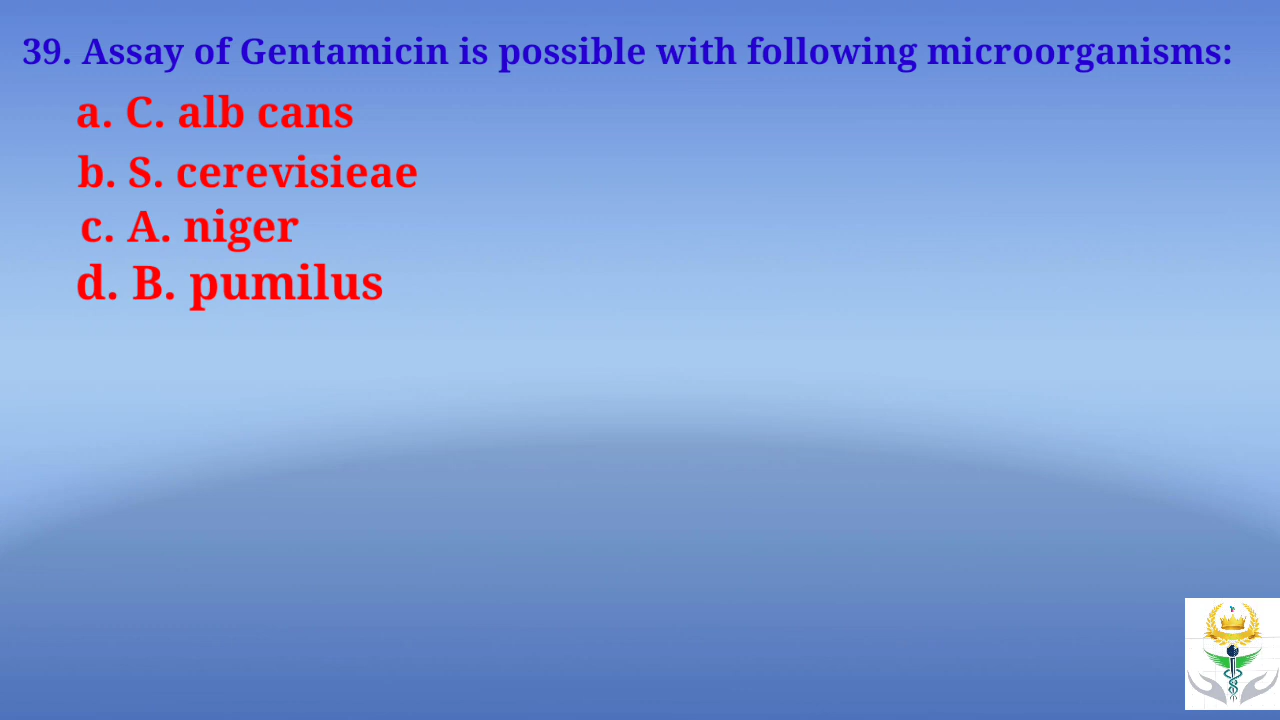 39. Assay of Gentamicin is possible with following microorganisms:
a. C. alb cans
b. S. cerevisieae
c. A. niger
d. B. pumilus